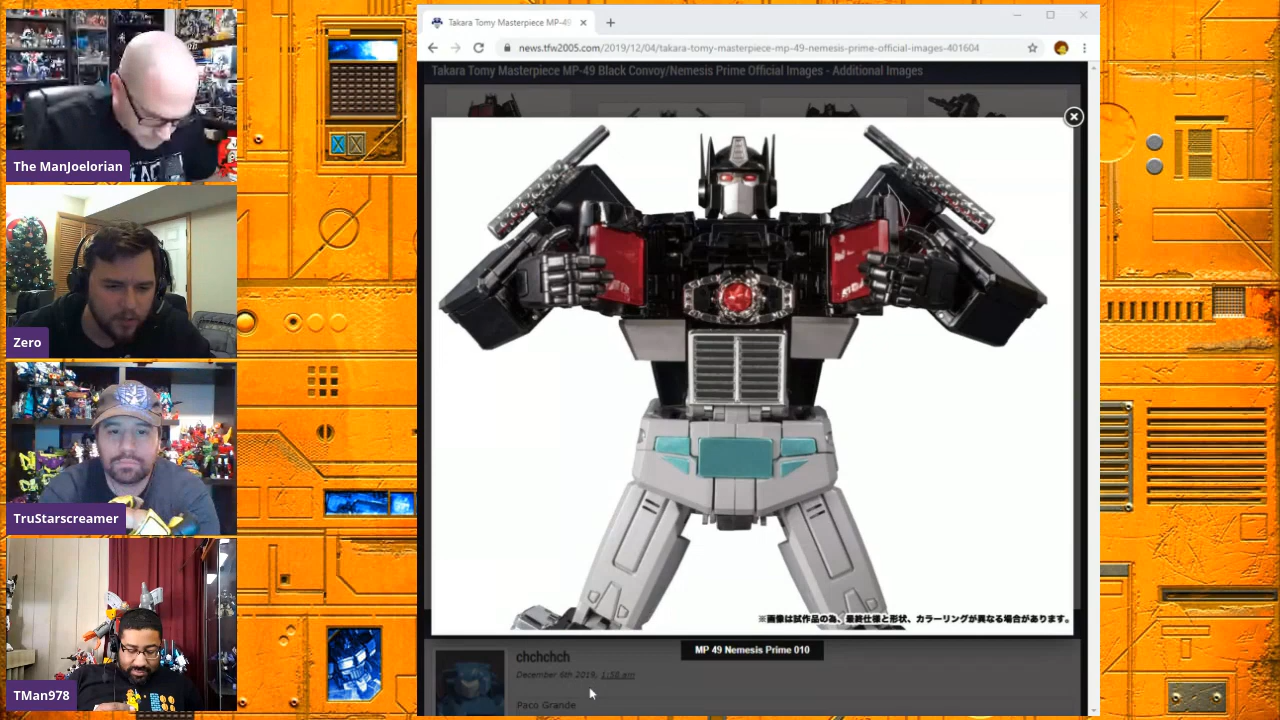 The ManJoelorian
Zero
TruStarscreamer
TMan978
Takara Tomy Masterpiece MP-49
news.tfw2005.com/2019/12/04/takara-tomy-masterpiece-mp-49-nemesis-prime-official-images-401604
Takara Tomy Masterpiece MP-49 Black Convoy/Nemesis Prime Official Images - Additional Images
※画像は試作品の為、最終仕様と形状、カラーリングが異なる場合があります。
MP 49 Nemesis Prime 010
chchchch
December 6th 2019, 1:58 am
Paco Grande